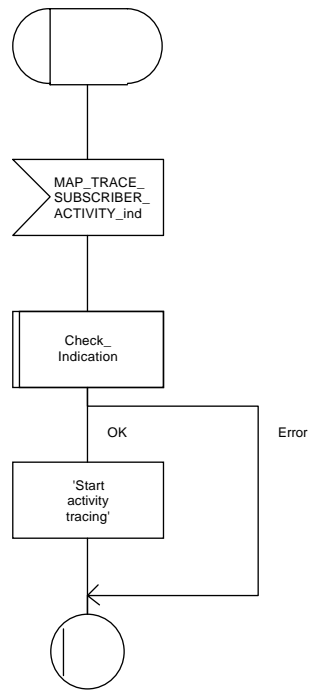 MAP_TRACE_
SUBSCRIBER_
ACTIVITY_ind
Check_
Indication
OK
Error
'Start
activity
tracing'